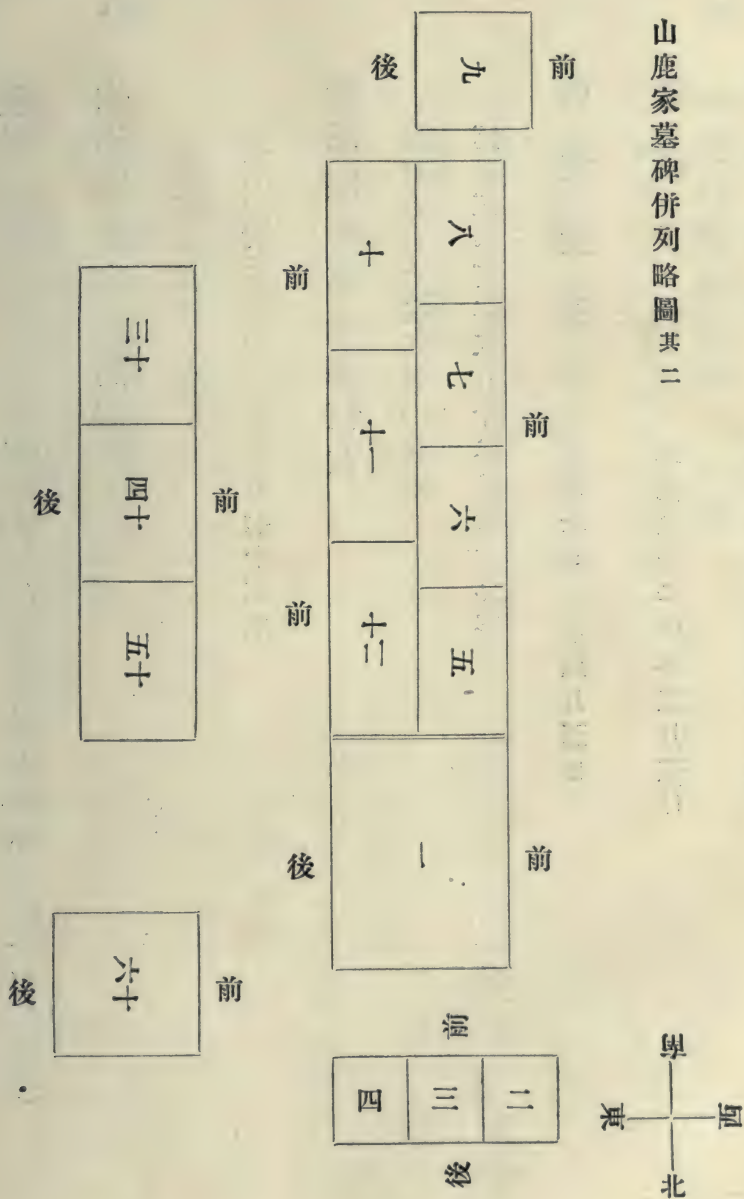 山鹿家墓碑併列略圖其二
南
西
東
北
前
九
後
前
八
七
六
五
前
十
十一
前
十二
前
一
後
前
二
三
四
後
前
十三
十四
十五
後
前
十六
後